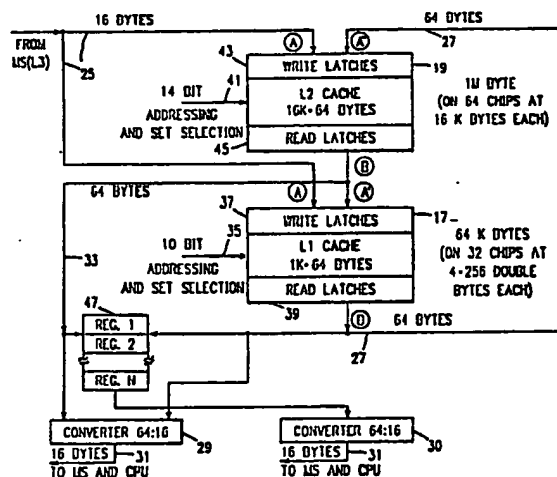 16 BYTES
64 BYTES
FROM
MS(L3)
27
A
A'
25
43
WRITE LATCHES
19
14 BIT
41
L2 CACHE
16K·64 BYTES
1M BYTE
(ON 64 CHIPS AT
16 K BYTES EACH)
ADDRESSING
AND SET SELECTION
READ LATCHES
45
B
64 BYTES
A
A'
37
WRITE LATCHES
17
10 BIT
35
L1 CACHE
1K·64 BYTES
64 K BYTES
(ON 32 CHIPS AT
4·256 DOUBLE
BYTES EACH)
33
ADDRESSING
AND SET SELECTION
READ LATCHES
39
47
D
64 BYTES
27
REG. 1
REG. 2
REG. N
CONVERTER 64:16
29
CONVERTER 64:16
30
16 BYTES
31
TO MS AND CPU
16 BYTES
31
TO MS AND CPU